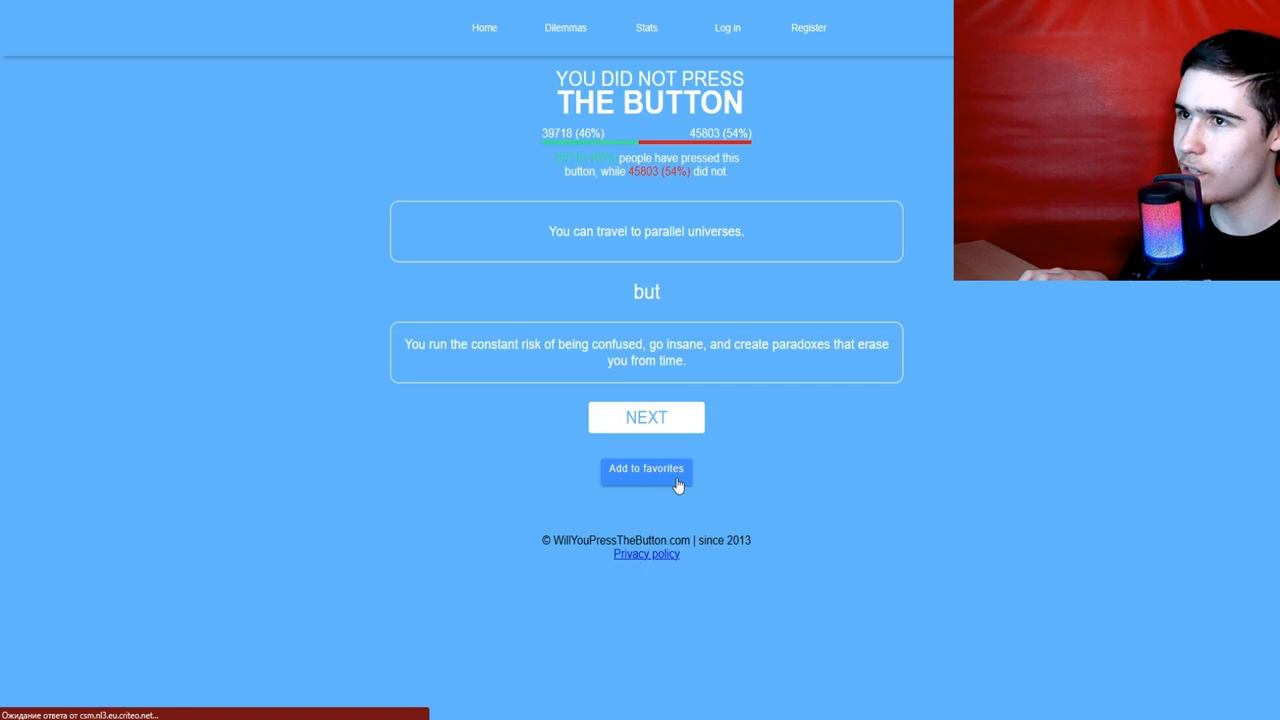 Home Dilemmas Stats Log in Register
YOU DID NOT PRESS
THE BUTTON
39718 (46%) 45803 (54%)
39718 (46%) people have pressed this
button, while 45803 (54%) did not.
You can travel to parallel universes.
but
You run the constant risk of being confused, go insane, and create paradoxes that erase
you from time.
NEXT
Add to favorites
© WillYouPressTheButton.com | since 2013
Privacy policy
Ожидание ответа от csm.nl3.eu.criteo.net...